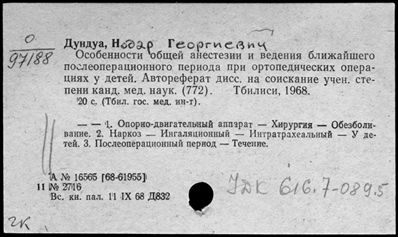 О
97/88
Дундуа, Нодар Георгиевич
Особенности общей анестезии и ведения ближайшего
послеоперационного периода при ортопедических опера-
циях у детей. Автореферат дисс. на соискание учен. сте-
пени канд. мед. наук. (772). Тбилиси, 1968.
20 с. (Тбил. гос. мед. ин-т).
— — 1. Опорно-двигательный аппарат — Хирургия — Обезболи-
вание. 2. Наркоз — Ингаляционный — Интратрахеальный — У де-
тей. 3. Послеоперационный период — Течение.
А № 16565 [68-61955]
11 № 2716
Вс. кн. пал. 11 IX 68 Д832
УДК 616.7-089.5
гк